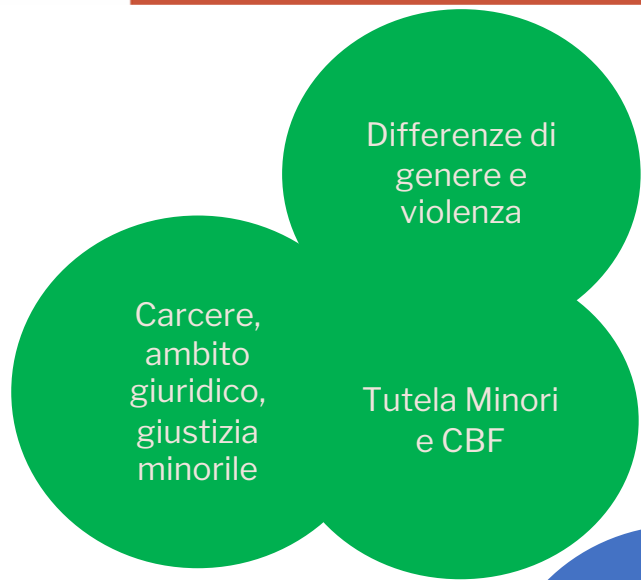 Differenze di
genere e
violenza
Carcere,
ambito
giuridico,
giustizia
minorile
Tutela Minori
e CBF